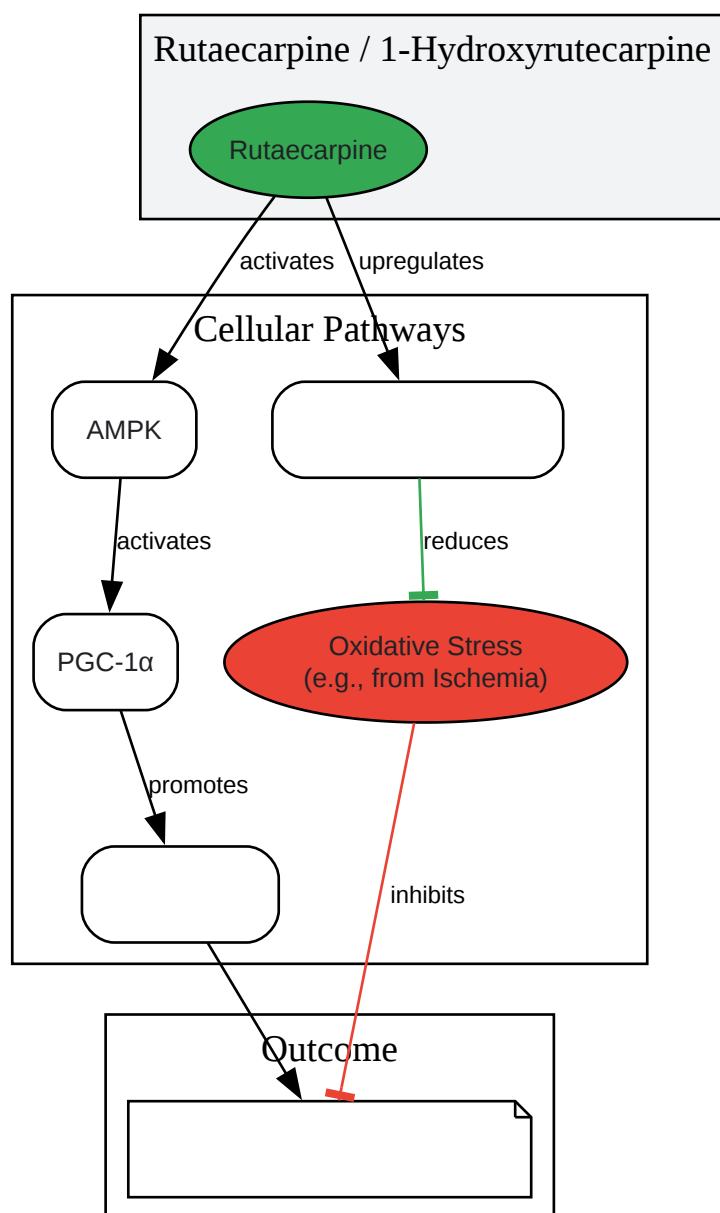 Rutaecarpine / 1-Hydroxyrutecarpine
Rutaecarpine
activates
upregulates
Cellular Pathways
AMPK
activates
reduces
PGC-1α
Oxidative Stress
(e.g., from Ischemia)
promotes
inhibits
Outcome